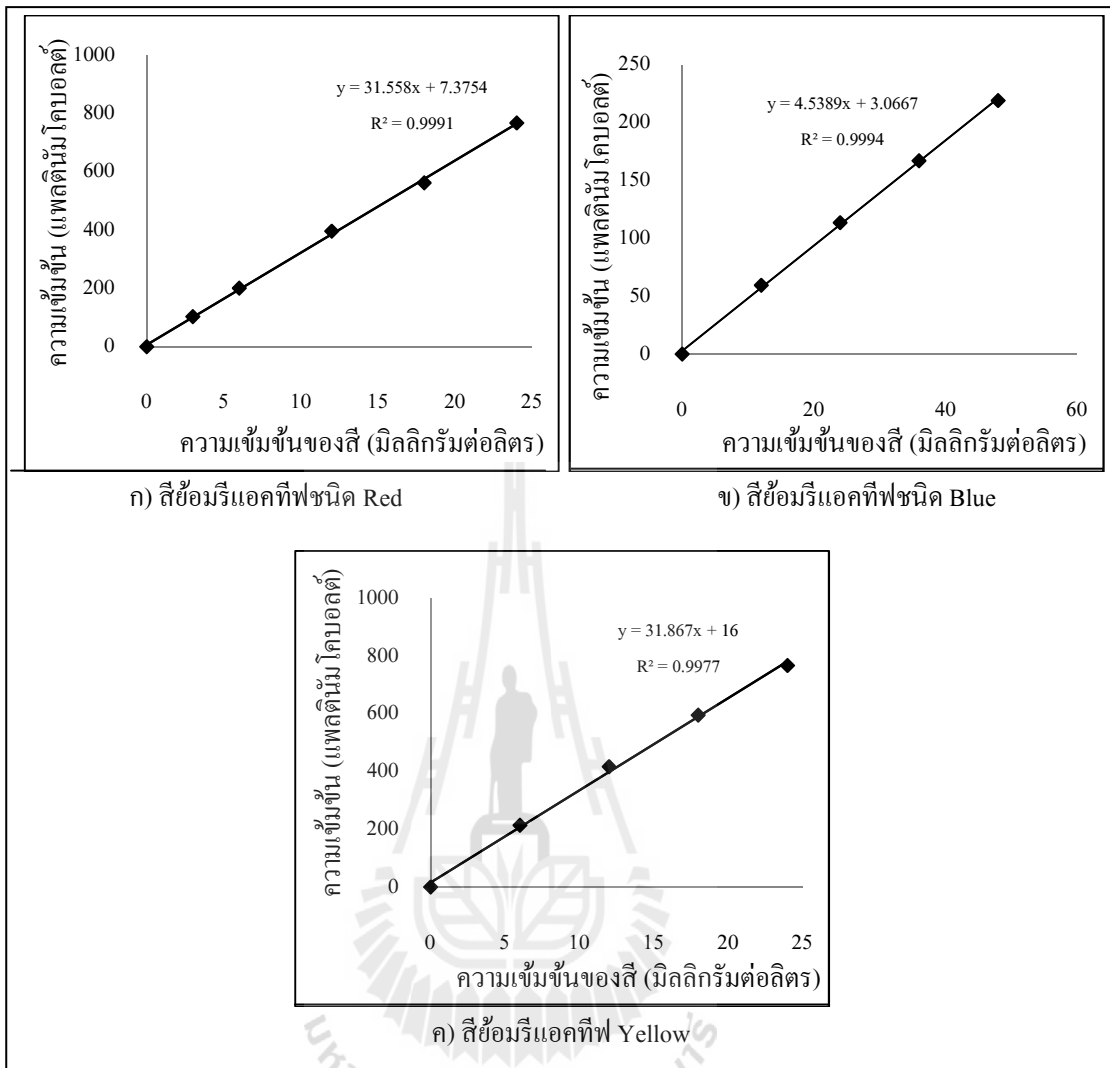 ความเข้มข้น (แพลตินัมโคบอลต์)
1000
800
600
400
200
0
y = 31.558x + 7.3754
R² = 0.9991
0 5 10 15 20 25
ความเข้มข้นของสี (มิลลิกรัมต่อลิตร)
ก) สีย้อมรีแอคทีฟชนิด Red
ความเข้มข้น (แพลตินัมโคบอลต์)
250
200
150
100
50
0
y = 4.5389x + 3.0667
R² = 0.9994
0 20 40 60
ความเข้มข้นของสี (มิลลิกรัมต่อลิตร)
ข) สีย้อมรีแอคทีฟชนิด Blue
ความเข้มข้น (แพลตินัมโคบอลต์)
1000
800
600
400
200
0
y = 31.867x + 16
R² = 0.9977
0 5 10 15 20 25
ความเข้มข้นของสี (มิลลิกรัมต่อลิตร)
ค) สีย้อมรีแอคทีฟ Yellow